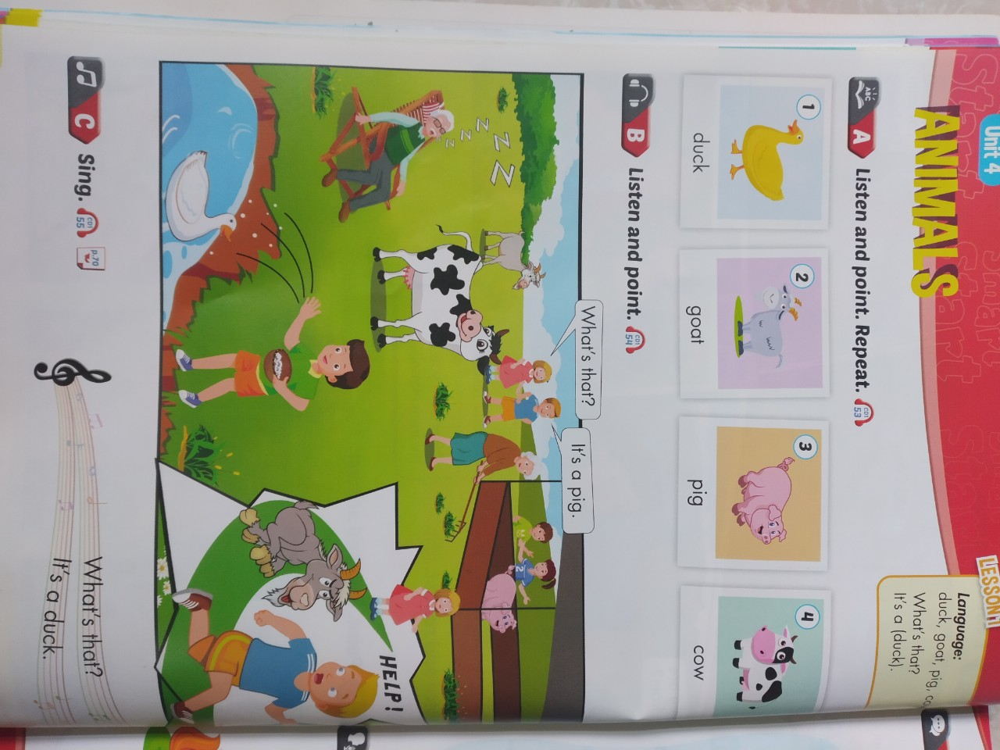 Unit 4
ANIMALS
LESSON 1
Language:
duck, goat, pig,
What's that?
It's a (duck).
ABC
A
Listen and point. Repeat.
CD1
53
1
duck
2
goat
3
pig
4
cow
B
Listen and point.
CD1
54
What's that?
It's a pig.
z z z Z Z Z
2
HELP!
C
Sing.
CD1
55
p.70
What's that?
It's a duck.